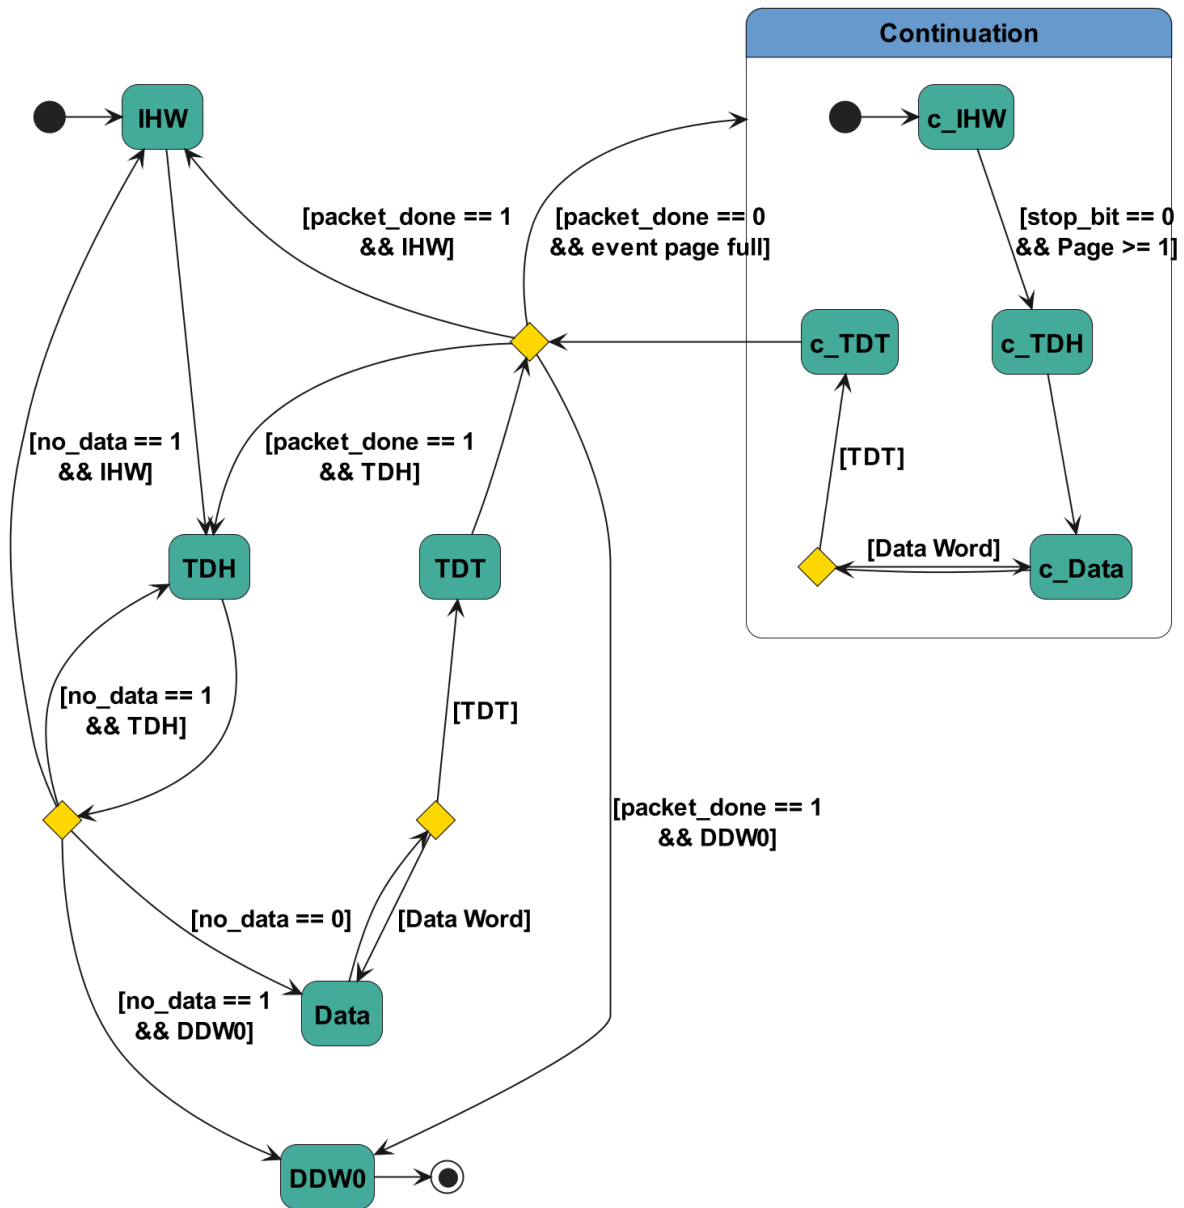 Continuation
IHW
c_IHW
[packet_done == 1
&& IHW]
[packet_done == 0
&& event page full]
[stop_bit == 0
&& Page >= 1]
c_TDT
c_TDH
[no_data == 1
&& IHW]
[packet_done == 1
&& TDH]
[TDT]
TDH
TDT
[Data Word]
c_Data
[no_data == 1
&& TDH]
[TDT]
[packet_done == 1
&& DDW0]
[no_data == 0]
[Data Word]
[no_data == 1
&& DDW0]
Data
DDW0